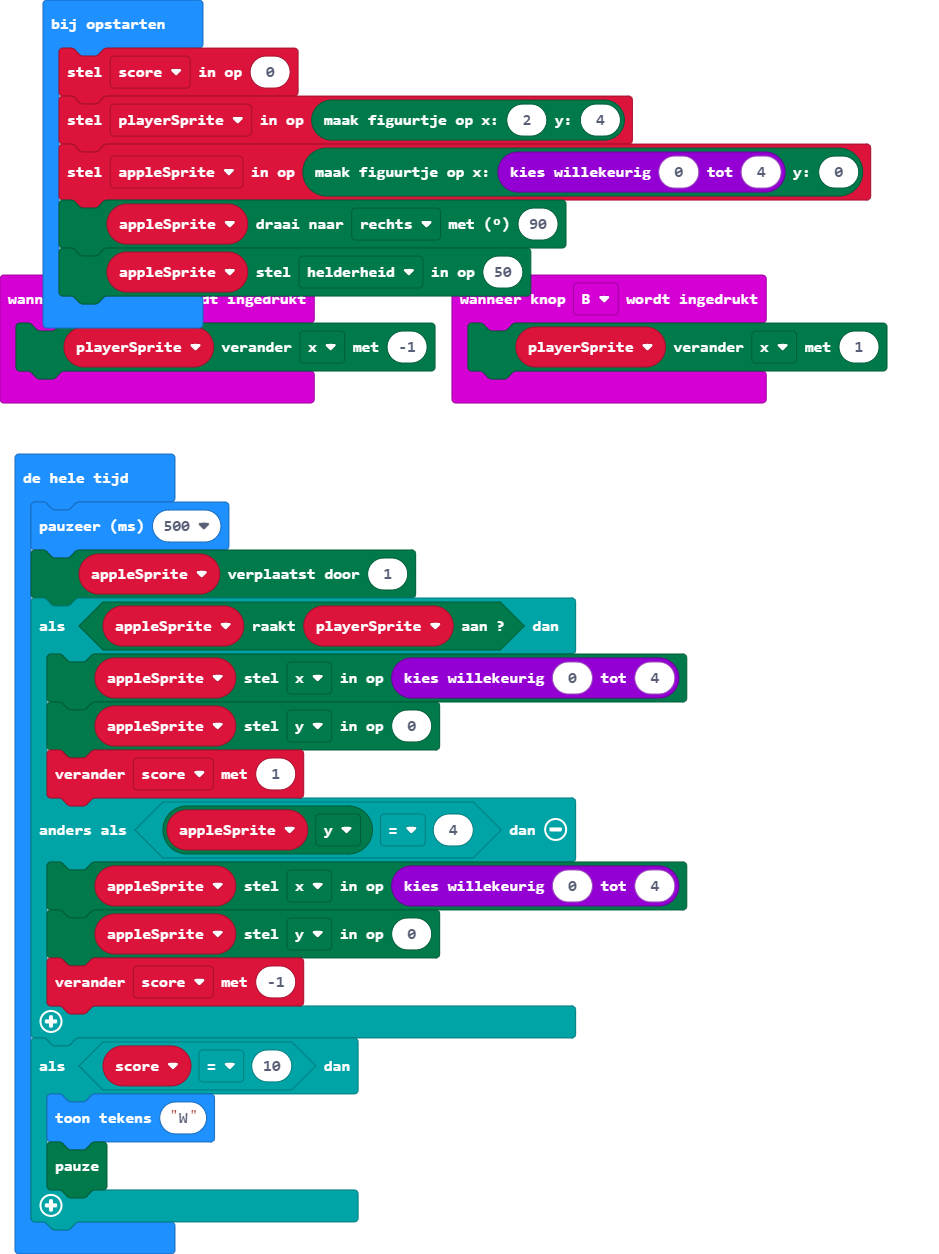 bij opstarten
stel score in op 0
stel playerSprite in op maak figuurtje op x: 2 y: 4
stel appleSprite in op maak figuurtje op x: kies willekeurig 0 tot 4 y: 0
appleSprite draai naar rechts met (º) 90
appleSprite stel helderheid in op 50
ingedrukt
playerSprite verander x met -1
wanneer knop B wordt ingedrukt
playerSprite verander x met 1
de hele tijd
pauzeer (ms) 500
appleSprite verplaatst door 1
als appleSprite raakt playerSprite aan ? dan
appleSprite stel x in op kies willekeurig 0 tot 4
appleSprite stel y in op 0
verander score met 1
anders als appleSprite y = 4 dan
appleSprite stel x in op kies willekeurig 0 tot 4
appleSprite stel y in op 0
verander score met -1
als score = 10 dan
toon tekens "W"
pauze